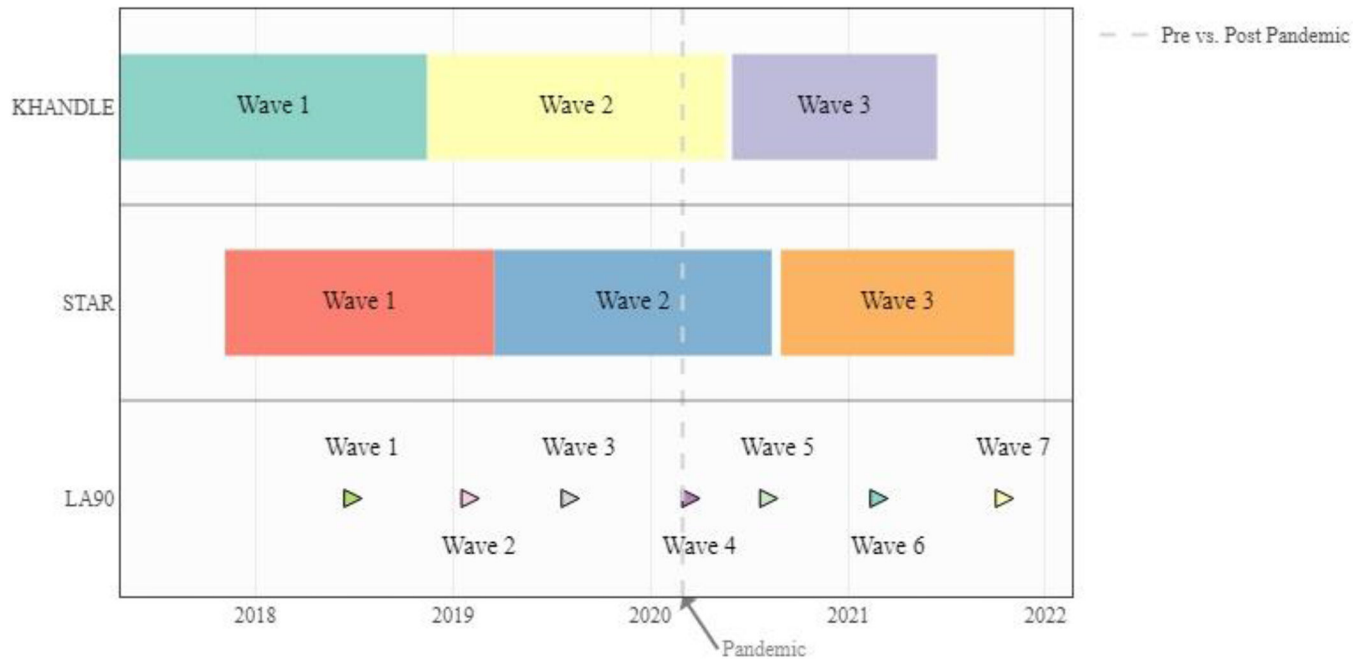 Pre vs. Post Pandemic
KHANDLE
Wave 1
Wave 2
Wave 3
STAR
Wave 1
Wave 2
Wave 3
LA90
Wave 1
Wave 3
Wave 5
Wave 7
Wave 2
Wave 4
Wave 6
2018
2019
2020
2021
2022
Pandemic